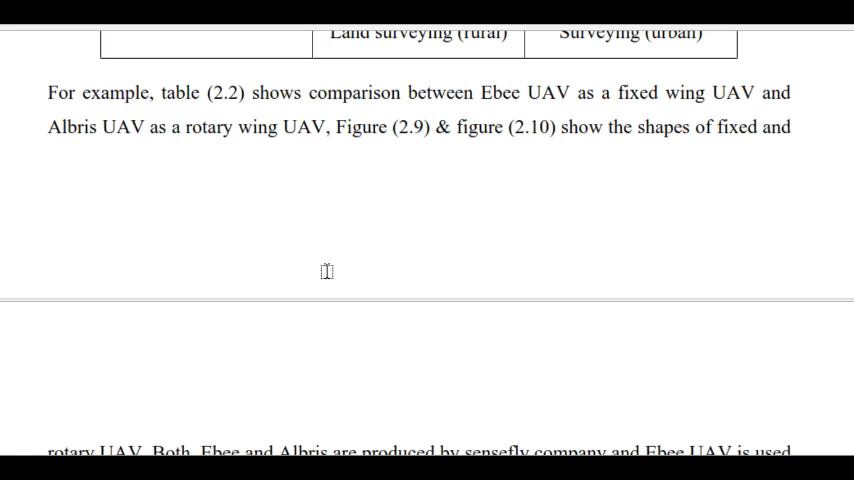 Land surveying (rural) Surveying (urban)
For example, table (2.2) shows comparison between Ebee UAV as a fixed wing UAV and
Albris UAV as a rotary wing UAV, Figure (2.9) & figure (2.10) show the shapes of fixed and
rotary UAV. Both, Ebee and Albris are produced by sensefly company and Ebee UAV is used